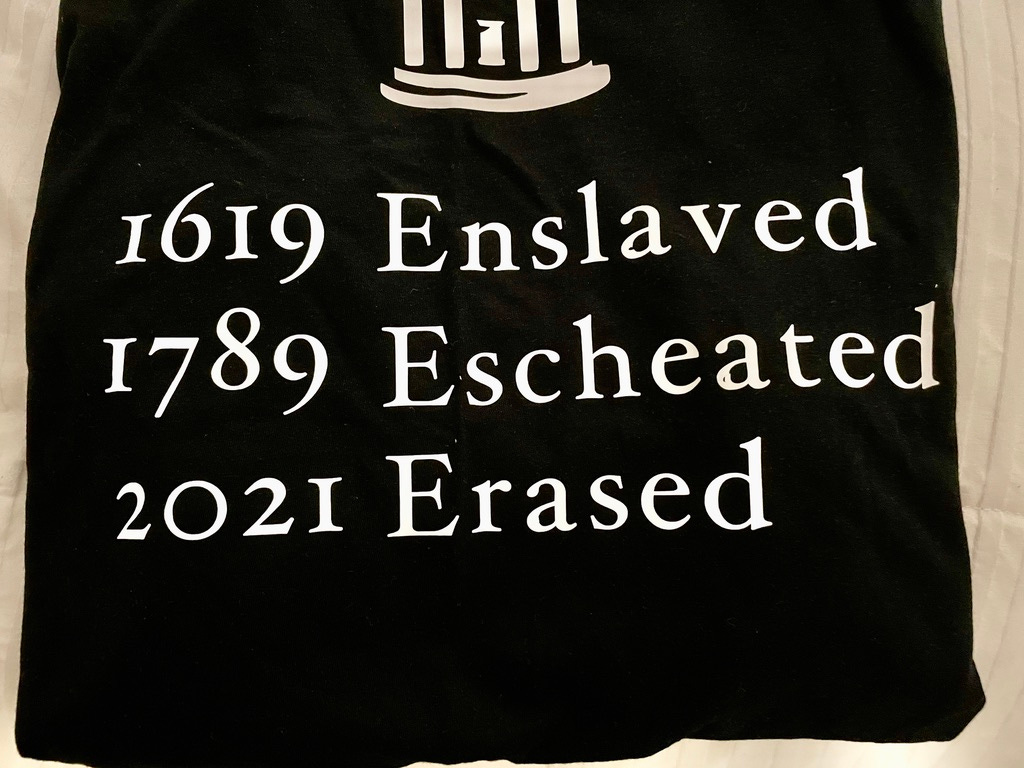 1619 Enslaved
1789 Escheated
2021 Erased